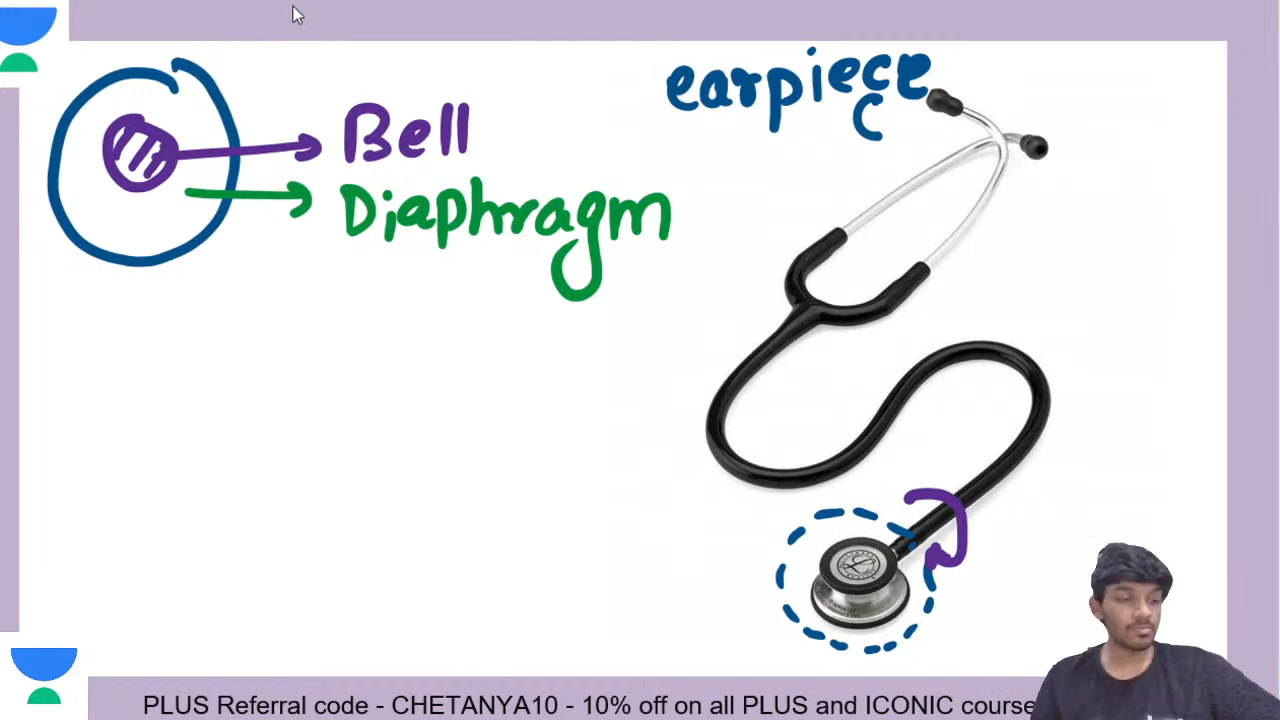 earpiece
C
Bell
Diaphragm
PLUS Referral code - CHETANYA10 - 10% off on all PLUS and ICONIC course